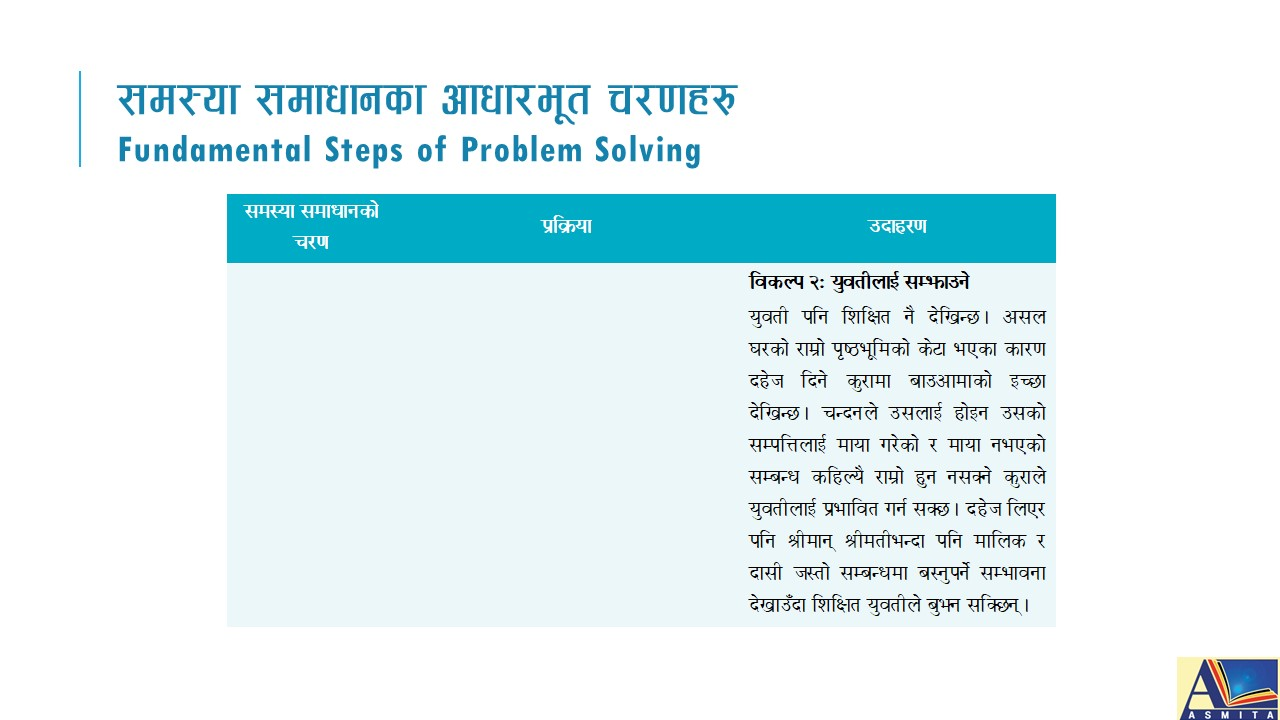 समस्या समाधानका आधारभूत चरणहरु
Fundamental Steps of Problem Solving
समस्या समाधानको
चरण
प्रक्रिया
उदाहरण
विकल्प २: युवतीलाई सम्झाउने
युवती पनि शिक्षित नै देखिन्छ। असल
घरको राम्रो पृष्ठभूमिको केटा भएका कारण
दहेज दिने कुरामा बाउआमाको इच्छा
देखिन्छ। चन्दनले उसलाई होइन उसको
सम्पत्तिलाई माया गरेको र माया नभएको
सम्बन्ध कहिल्यै राम्रो हुन नसक्ने कुराले
युवतीलाई प्रभावित गर्न सक्छ। दहेज लिएर
पनि श्रीमान् श्रीमतीभन्दा पनि मालिक र
दासी जस्तो सम्बन्धमा बस्नुपर्ने सम्भावना
देखाउँदा शिक्षित युवतीले बुझ्न सक्छिन्।
ASMITA